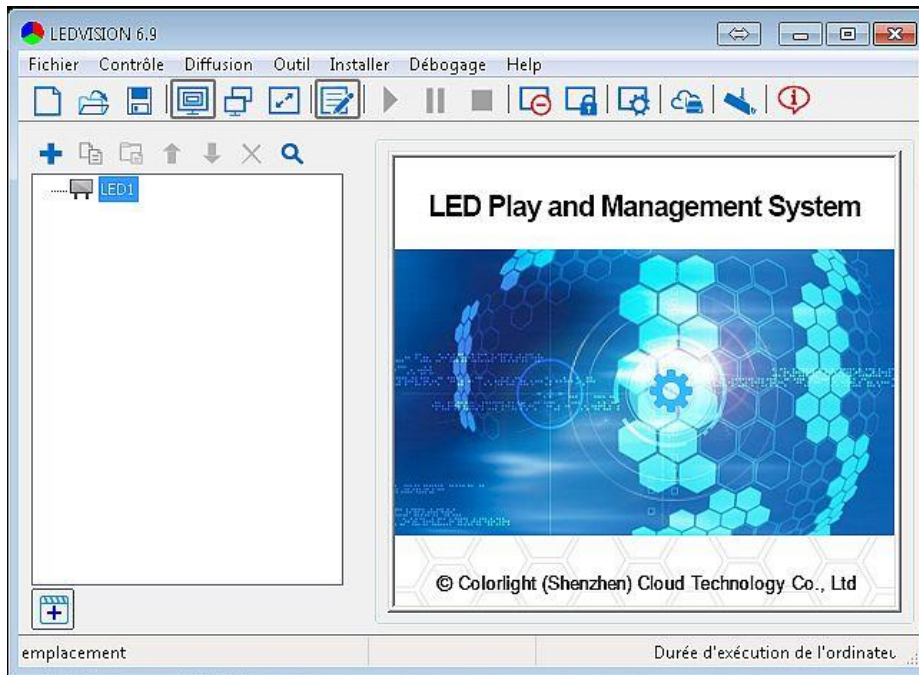 LEDVISION 6.9
Fichier Contrôle Diffusion Outil Installer Débogage Help
LED1
LED Play and Management System
© Colorlight (Shenzhen) Cloud Technology Co., Ltd
emplacement
Durée d'exécution de l'ordinateu